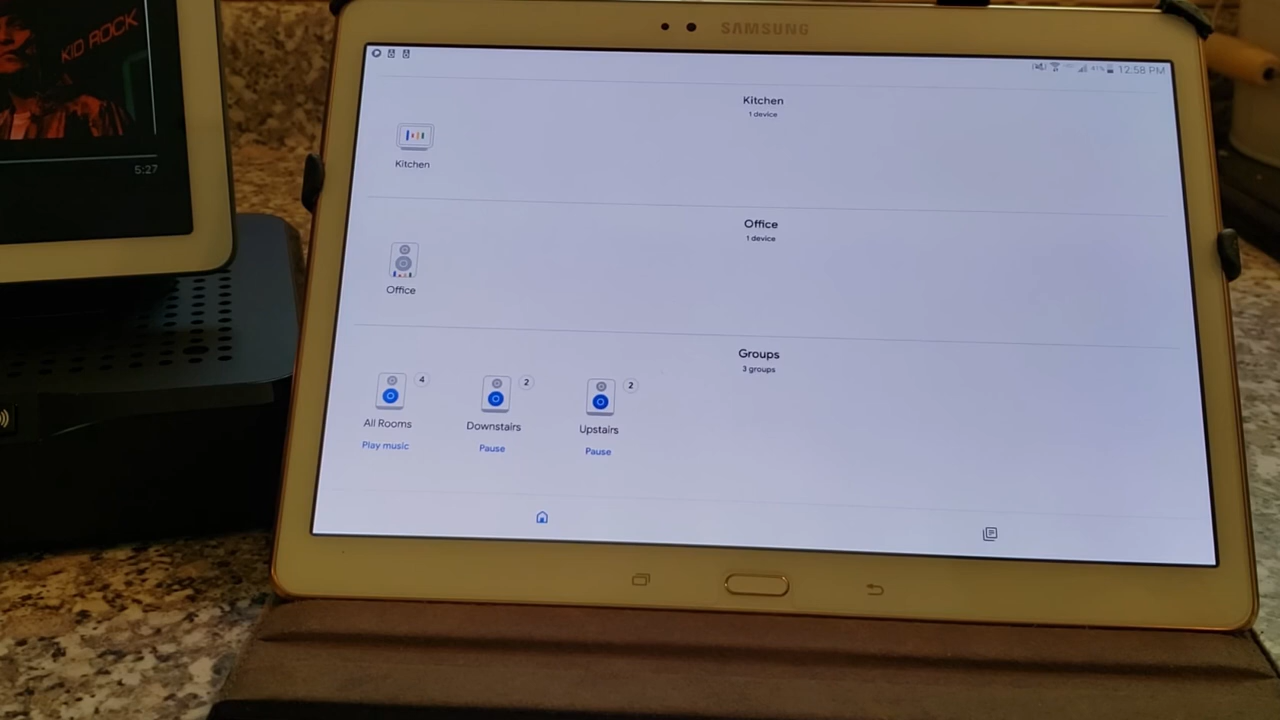 KID ROCK
5:27
SAMSUNG
41% 12:58 PM
Kitchen
1 device
Kitchen
Office
1 device
Office
Groups
3 groups
4
2
2
All Rooms
Downstairs
Upstairs
Play music
Pause
Pause